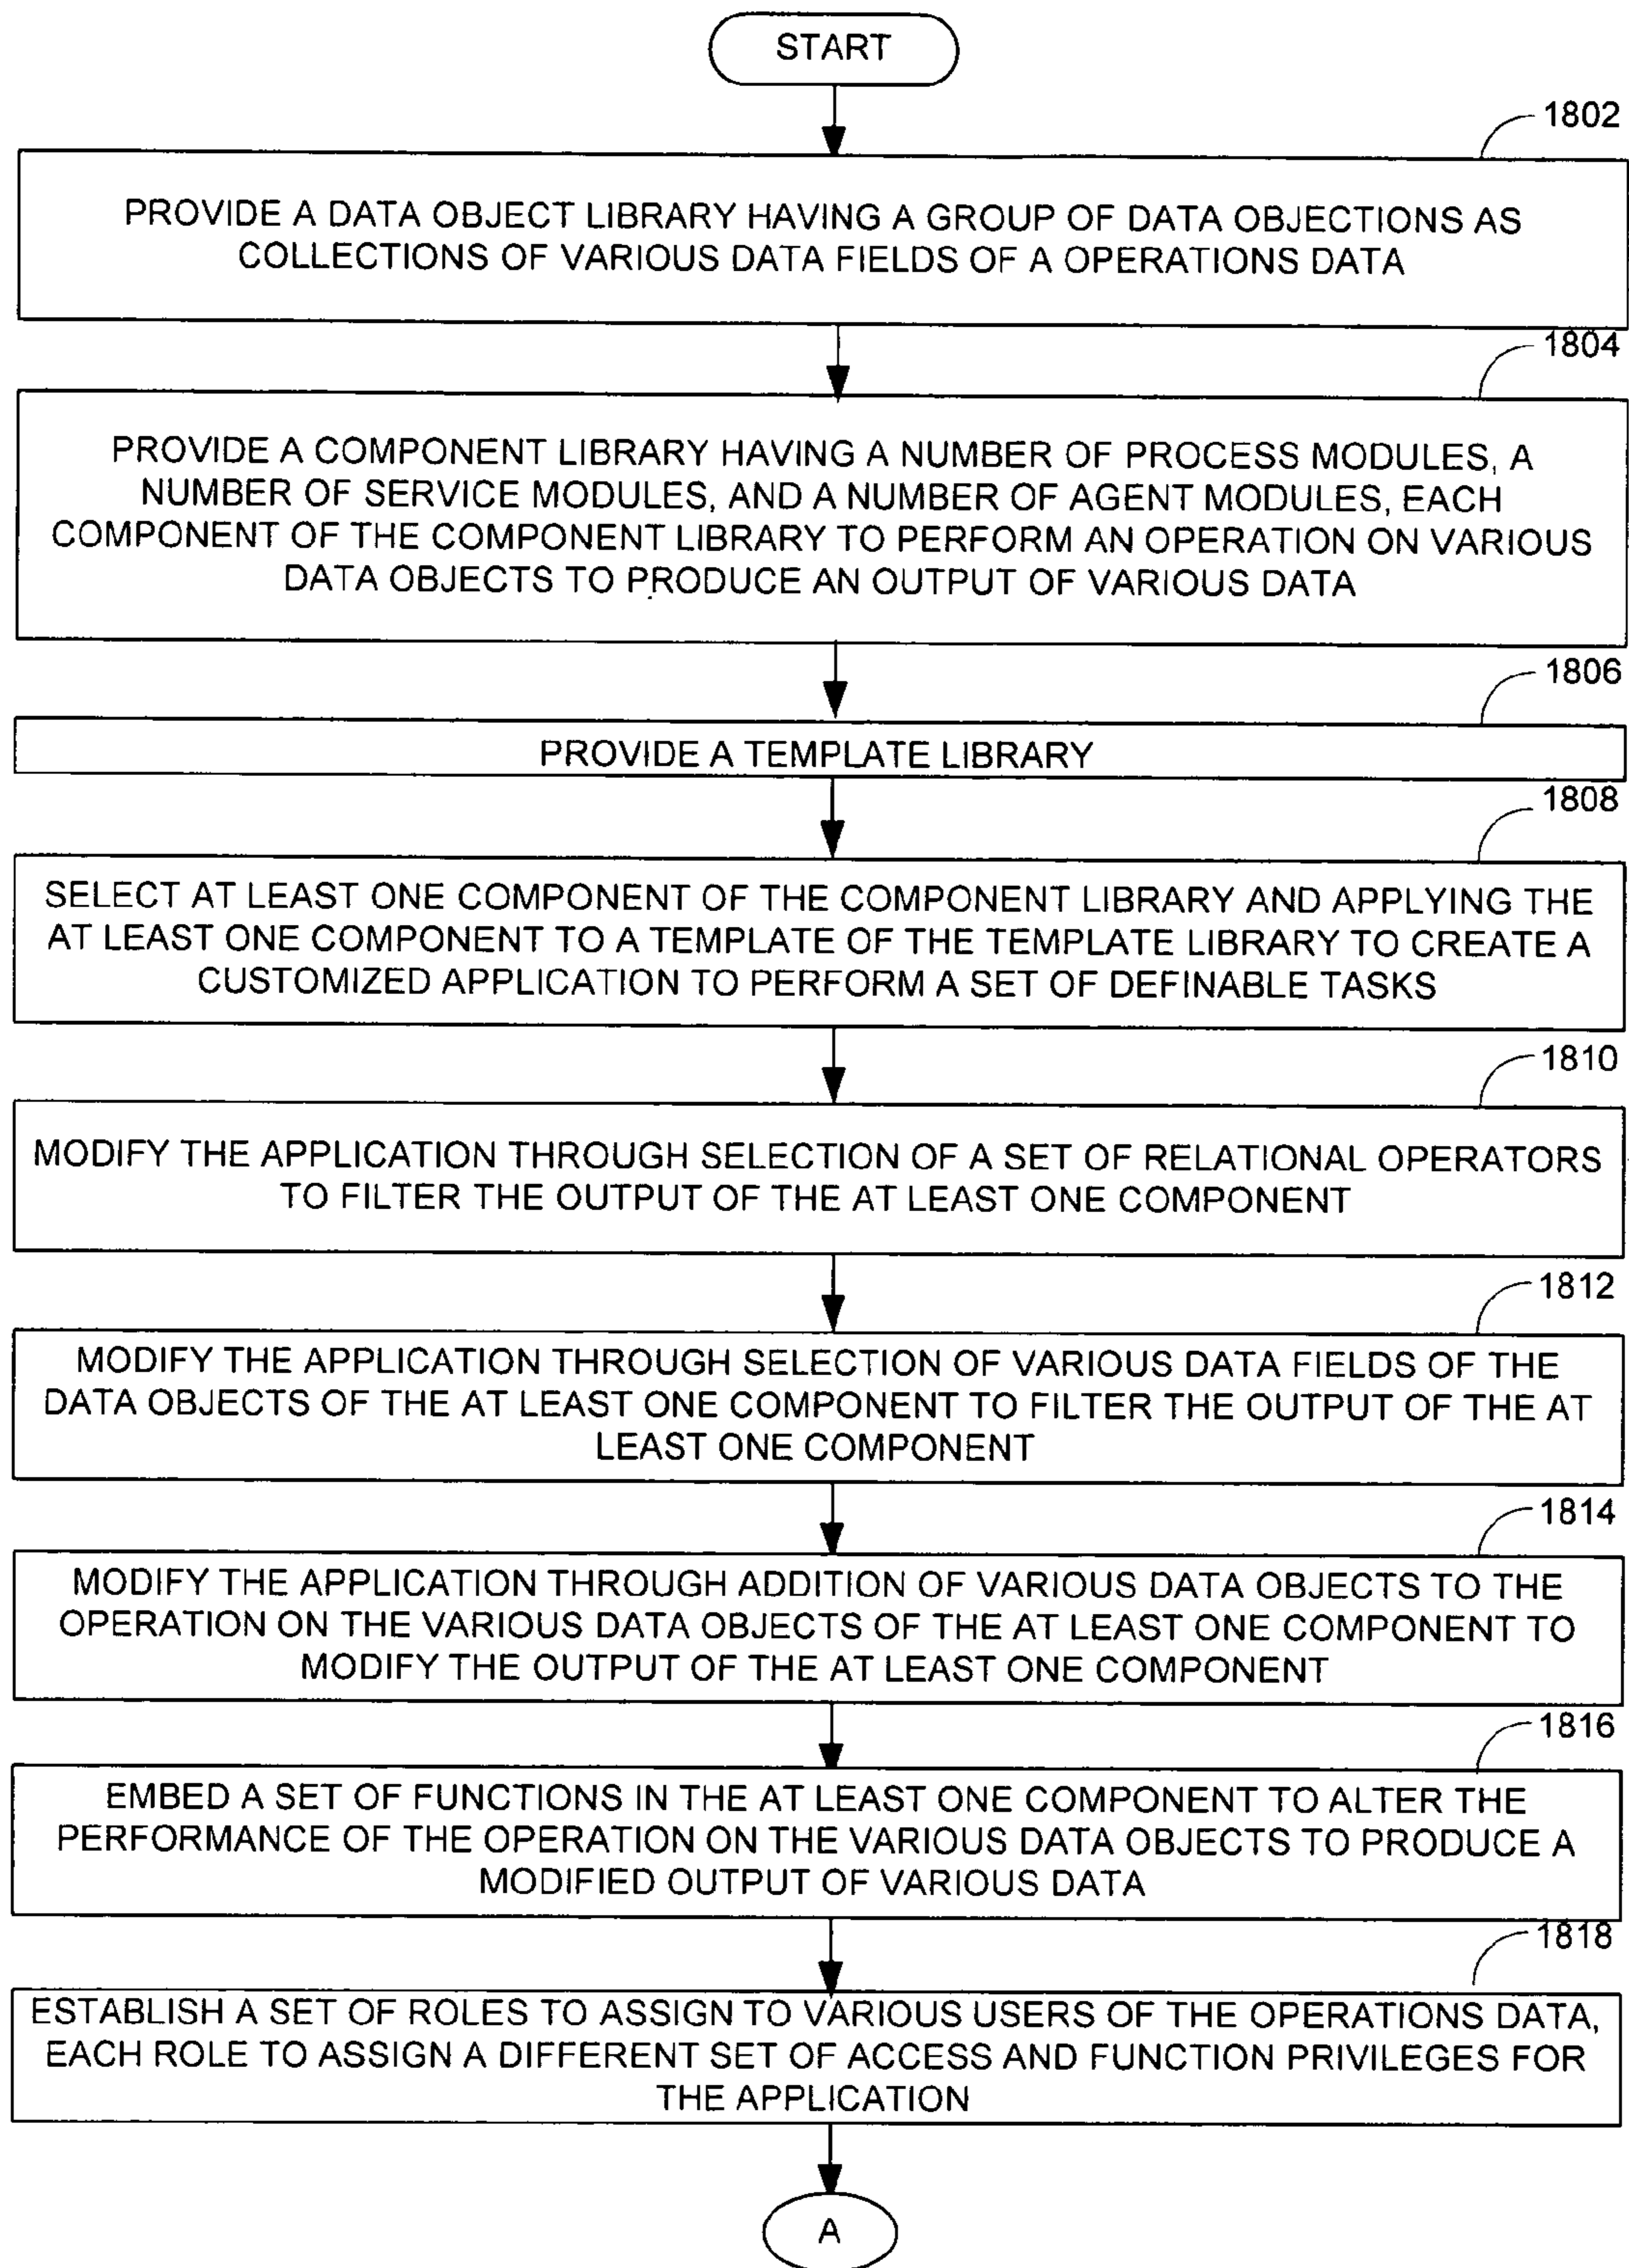 START
1802
PROVIDE A DATA OBJECT LIBRARY HAVING A GROUP OF DATA OBJECTIONS AS
COLLECTIONS OF VARIOUS DATA FIELDS OF A OPERATIONS DATA
1804
PROVIDE A COMPONENT LIBRARY HAVING A NUMBER OF PROCESS MODULES, A
NUMBER OF SERVICE MODULES, AND A NUMBER OF AGENT MODULES, EACH
COMPONENT OF THE COMPONENT LIBRARY TO PERFORM AN OPERATION ON VARIOUS
DATA OBJECTS TO PRODUCE AN OUTPUT OF VARIOUS DATA
1806
PROVIDE A TEMPLATE LIBRARY
1808
SELECT AT LEAST ONE COMPONENT OF THE COMPONENT LIBRARY AND APPLYING THE
AT LEAST ONE COMPONENT TO A TEMPLATE OF THE TEMPLATE LIBRARY TO CREATE A
CUSTOMIZED APPLICATION TO PERFORM A SET OF DEFINABLE TASKS
1810
MODIFY THE APPLICATION THROUGH SELECTION OF A SET OF RELATIONAL OPERATORS
TO FILTER THE OUTPUT OF THE AT LEAST ONE COMPONENT
1812
MODIFY THE APPLICATION THROUGH SELECTION OF VARIOUS DATA FIELDS OF THE
DATA OBJECTS OF THE AT LEAST ONE COMPONENT TO FILTER THE OUTPUT OF THE AT
LEAST ONE COMPONENT
1814
MODIFY THE APPLICATION THROUGH ADDITION OF VARIOUS DATA OBJECTS TO THE
OPERATION ON THE VARIOUS DATA OBJECTS OF THE AT LEAST ONE COMPONENT TO
MODIFY THE OUTPUT OF THE AT LEAST ONE COMPONENT
1816
EMBED A SET OF FUNCTIONS IN THE AT LEAST ONE COMPONENT TO ALTER THE
PERFORMANCE OF THE OPERATION ON THE VARIOUS DATA OBJECTS TO PRODUCE A
MODIFIED OUTPUT OF VARIOUS DATA
1818
ESTABLISH A SET OF ROLES TO ASSIGN TO VARIOUS USERS OF THE OPERATIONS DATA,
EACH ROLE TO ASSIGN A DIFFERENT SET OF ACCESS AND FUNCTION PRIVILEGES FOR
THE APPLICATION
A